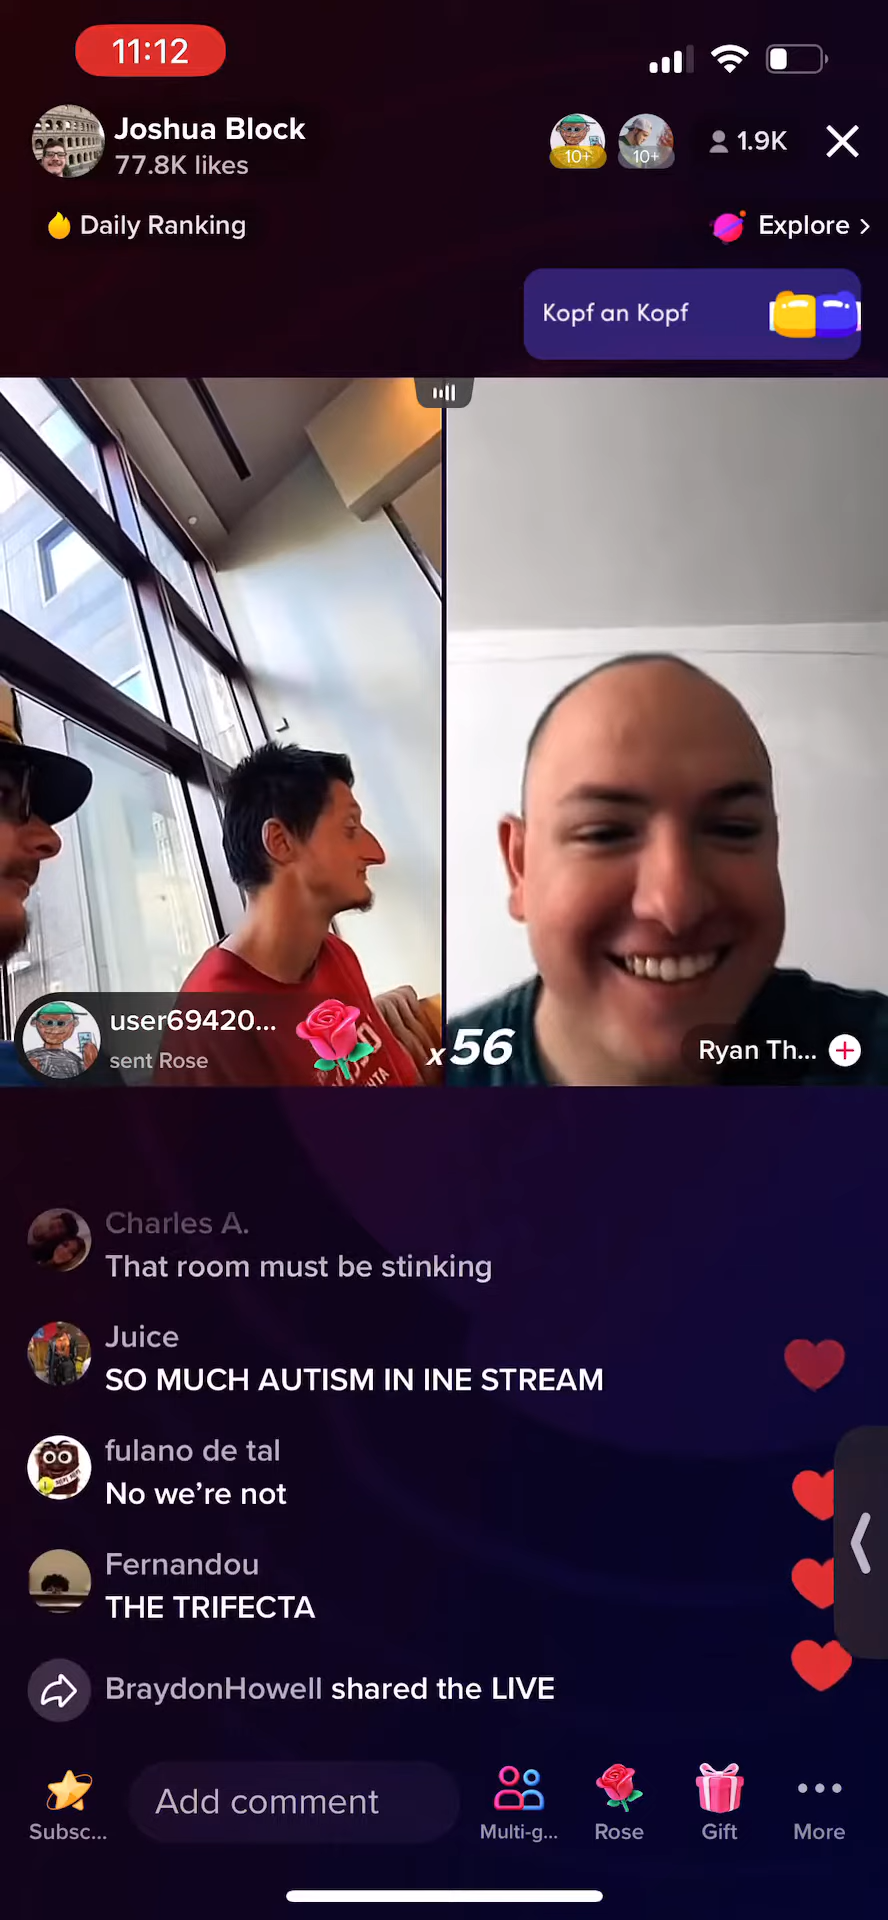 11:12
Joshua Block
77.8K likes
10+
10+
1.9K
Daily Ranking
Explore >
Kopf an Kopf
user69420...
sent Rose
x 56
Ryan Th...
Charles A.
That room must be stinking
Juice
SO MUCH AUTISM IN INE STREAM
fulano de tal
No we’re not
Fernandou
THE TRIFECTA
BraydonHowell shared the LIVE
Subsc...
Add comment
Multi-g...
Rose
Gift
More